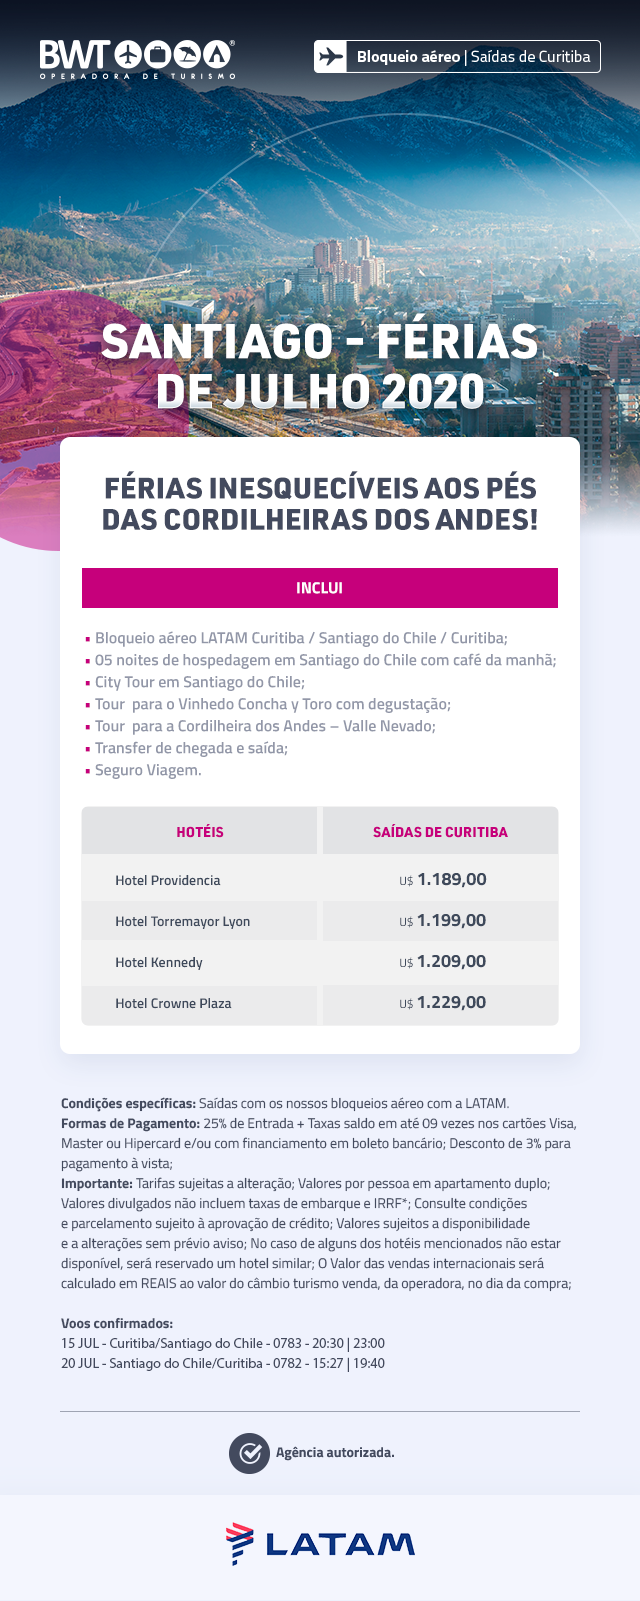 BWT
OPERADORA DE TURISMO
Bloqueio aéreo | Saídas de Curitiba
SANTIAGO - FÉRIAS
DE JULHO 2020
FÉRIAS INESQUECÍVEIS AOS PÉS
DAS CORDILHEIRAS DOS ANDES!
INCLUI
▪ Bloqueio aéreo LATAM Curitiba / Santiago do Chile / Curitiba;
▪ 05 noites de hospedagem em Santiago do Chile com café da manhã;
▪ City Tour em Santiago do Chile;
▪ Tour para o Vinhedo Concha y Toro com degustação;
▪ Tour para a Cordilheira dos Andes – Valle Nevado;
▪ Transfer de chegada e saída;
▪ Seguro Viagem.
HOTÉIS SAÍDAS DE CURITIBA
Hotel Providencia U$ 1.189,00
Hotel Torremayor Lyon U$ 1.199,00
Hotel Kennedy U$ 1.209,00
Hotel Crowne Plaza U$ 1.229,00
Condições específicas: Saídas com os nossos bloqueios aéreo com a LATAM.
Formas de Pagamento: 25% de Entrada + Taxas saldo em até 09 vezes nos cartões Visa,
Master ou Hipercard e/ou com financiamento em boleto bancário; Desconto de 3% para
pagamento à vista;
Importante: Tarifas sujeitas a alteração; Valores por pessoa em apartamento duplo;
Valores divulgados não incluem taxas de embarque e IRRF*; Consulte condições
e parcelamento sujeito à aprovação de crédito; Valores sujeitos a disponibilidade
e a alterações sem prévio aviso; No caso de alguns dos hotéis mencionados não estar
disponível, será reservado um hotel similar; O Valor das vendas internacionais será
calculado em REAIS ao valor do câmbio turismo venda, da operadora, no dia da compra;
Voos confirmados:
15 JUL - Curitiba/Santiago do Chile - 0783 - 20:30 | 23:00
20 JUL - Santiago do Chile/Curitiba - 0782 - 15:27 | 19:40
Agência autorizada.
LATAM